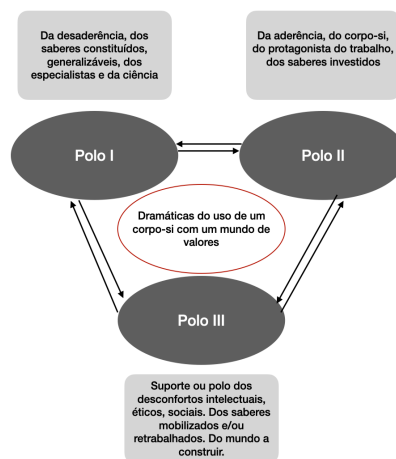 Da desaderência, dos
saberes constituídos,
generalizáveis, dos
especialistas e da ciência
Da aderência, do corpo-si,
do protagonista do trabalho,
dos saberes investidos
Polo I
Polo II
Dramáticas do uso de um
corpo-si com um mundo de
valores
Polo III
Suporte ou polo dos
desconfortos intelectuais,
éticos, sociais. Dos saberes
mobilizados e/ou
retrabalhados. Do mundo a
construir.